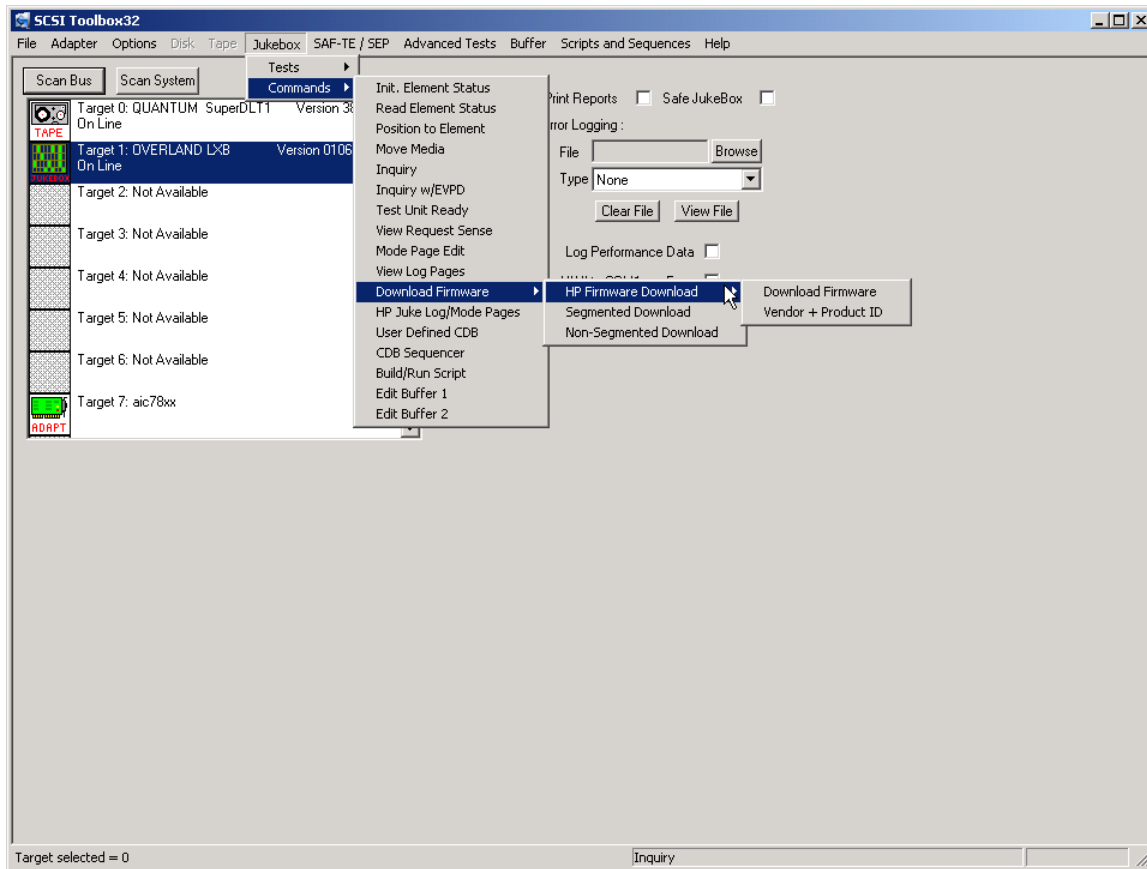 SCSI Toolbox32
File Adapter Options Disk Tape Jukebox SAF-TE / SEP Advanced Tests Buffer Scripts and Sequences Help
Scan Bus Scan System
Tests
Commands
Init. Element Status
Read Element Status
Position to Element
Move Media
Inquiry
Inquiry w/EVPD
Test Unit Ready
View Request Sense
Mode Page Edit
View Log Pages
Download Firmware
HP Juke Log/Mode Pages
User Defined CDB
CDB Sequencer
Build/Run Script
Edit Buffer 1
Edit Buffer 2
HP Firmware Download
Segmented Download
Non-Segmented Download
Download Firmware
Vendor + Product ID
TAPE
Target 0: QUANTUM SuperDLT1 Version 38
On Line
JUKEBOX
Target 1: OVERLAND LXB Version 0106
On Line
Target 2: Not Available
Target 3: Not Available
Target 4: Not Available
Target 5: Not Available
Target 6: Not Available
Target 7: aic78xx
ADAPT
Print Reports Safe JukeBox
rror Logging :
File Browse
Type None
Clear File View File
Log Performance Data
Target selected = 0
Inquiry